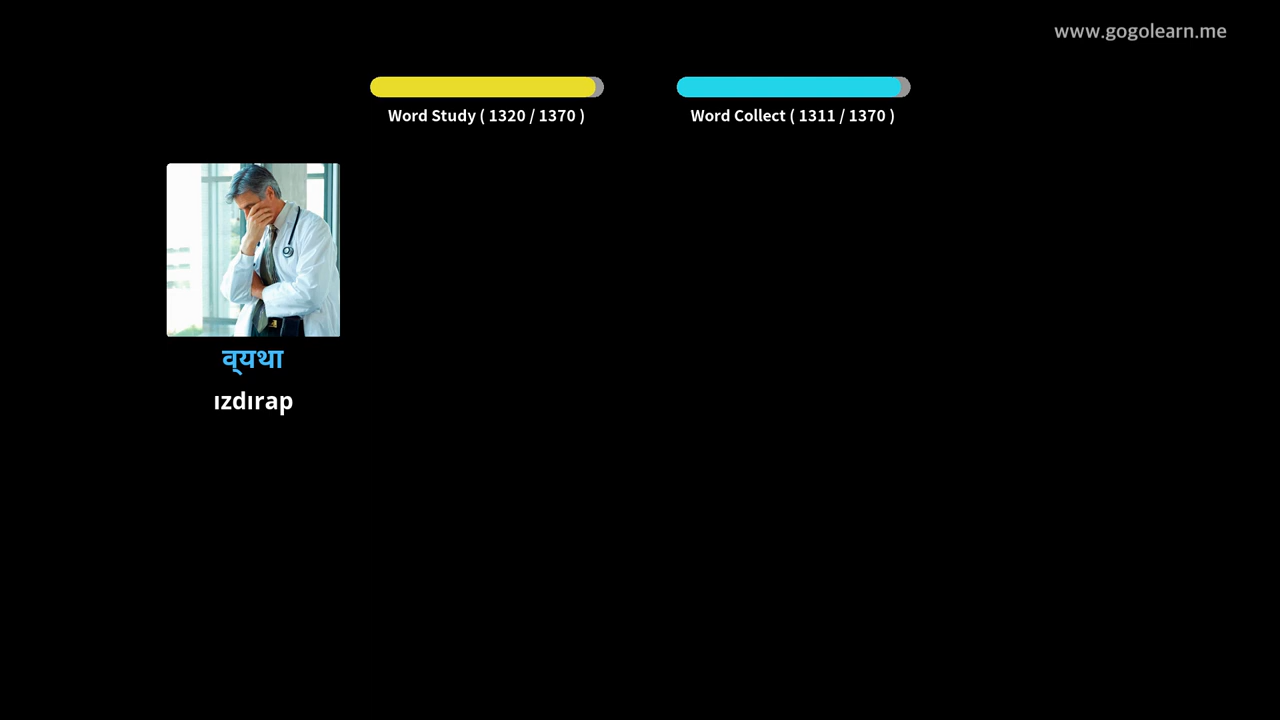 www.gogolearn.me
Word Study ( 1320 / 1370 )
Word Collect ( 1311 / 1370 )
व्यथा
ızdırap